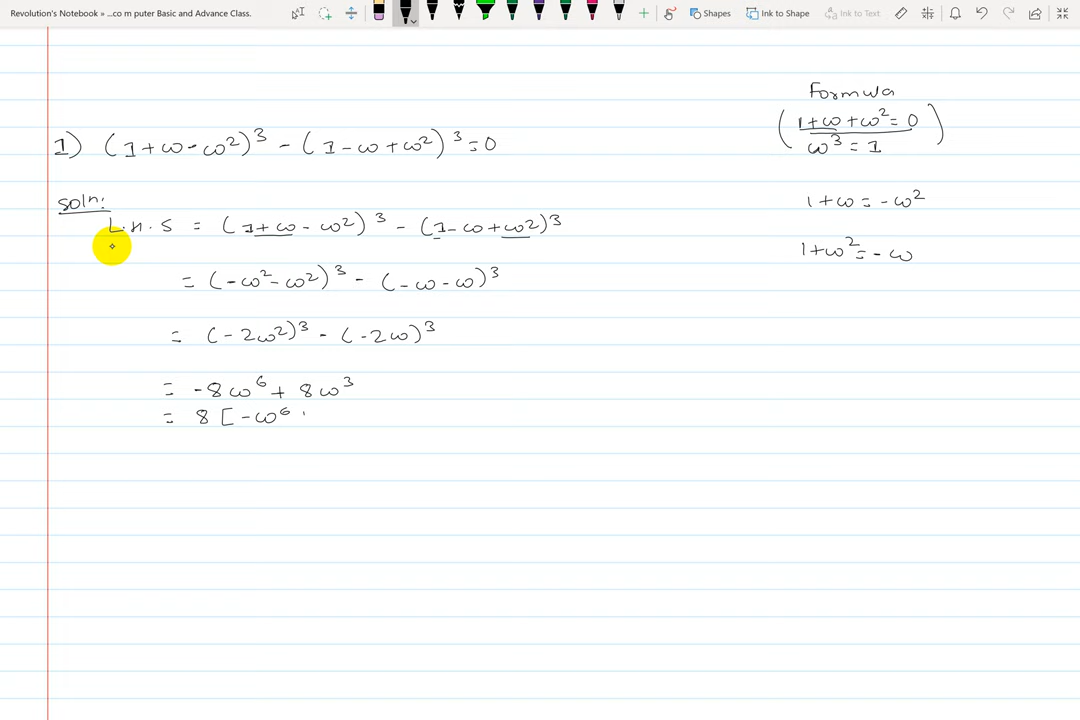 Revolution's Notebook » ...co m puter Basic and Advance Class.
Shapes
Ink to Shape
Ink to Text
Formula
(1+ω+ω²=0
ω³=1)
1) (1+ω-ω²)³ - (1-ω+ω²)³=0
1+ω=-ω²
Soln:
L.H.S = (1+ω-ω²)³ - (1-ω+ω²)³
1+ω²=-ω
= (-ω²-ω²)³ - (-ω-ω)³
= (-2ω²)³ - (-2ω)³
= -8ω⁶ + 8ω³
= 8 [-ω⁶